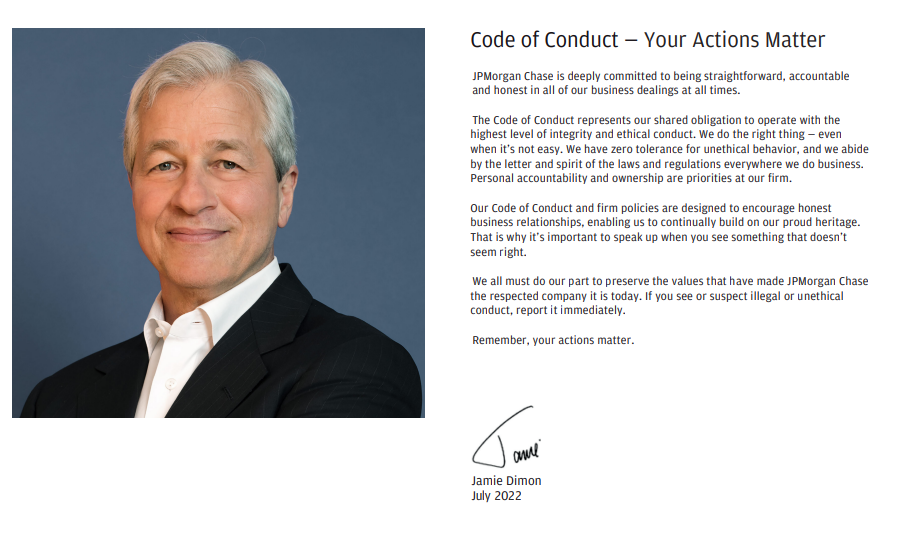 Code of Conduct – Your Actions Matter
JPMorgan Chase is deeply committed to being straightforward, accountable
and honest in all of our business dealings at all times.
The Code of Conduct represents our shared obligation to operate with the
highest level of integrity and ethical conduct. We do the right thing – even
when it's not easy. We have zero tolerance for unethical behavior, and we abide
by the letter and spirit of the laws and regulations everywhere we do business.
Personal accountability and ownership are priorities at our firm.
Our Code of Conduct and firm policies are designed to encourage honest
business relationships, enabling us to continually build on our proud heritage.
That is why it's important to speak up when you see something that doesn't
seem right.
We all must do our part to preserve the values that have made JPMorgan Chase
the respected company it is today. If you see or suspect illegal or unethical
conduct, report it immediately.
Remember, your actions matter.
Jamie
Jamie Dimon
July 2022